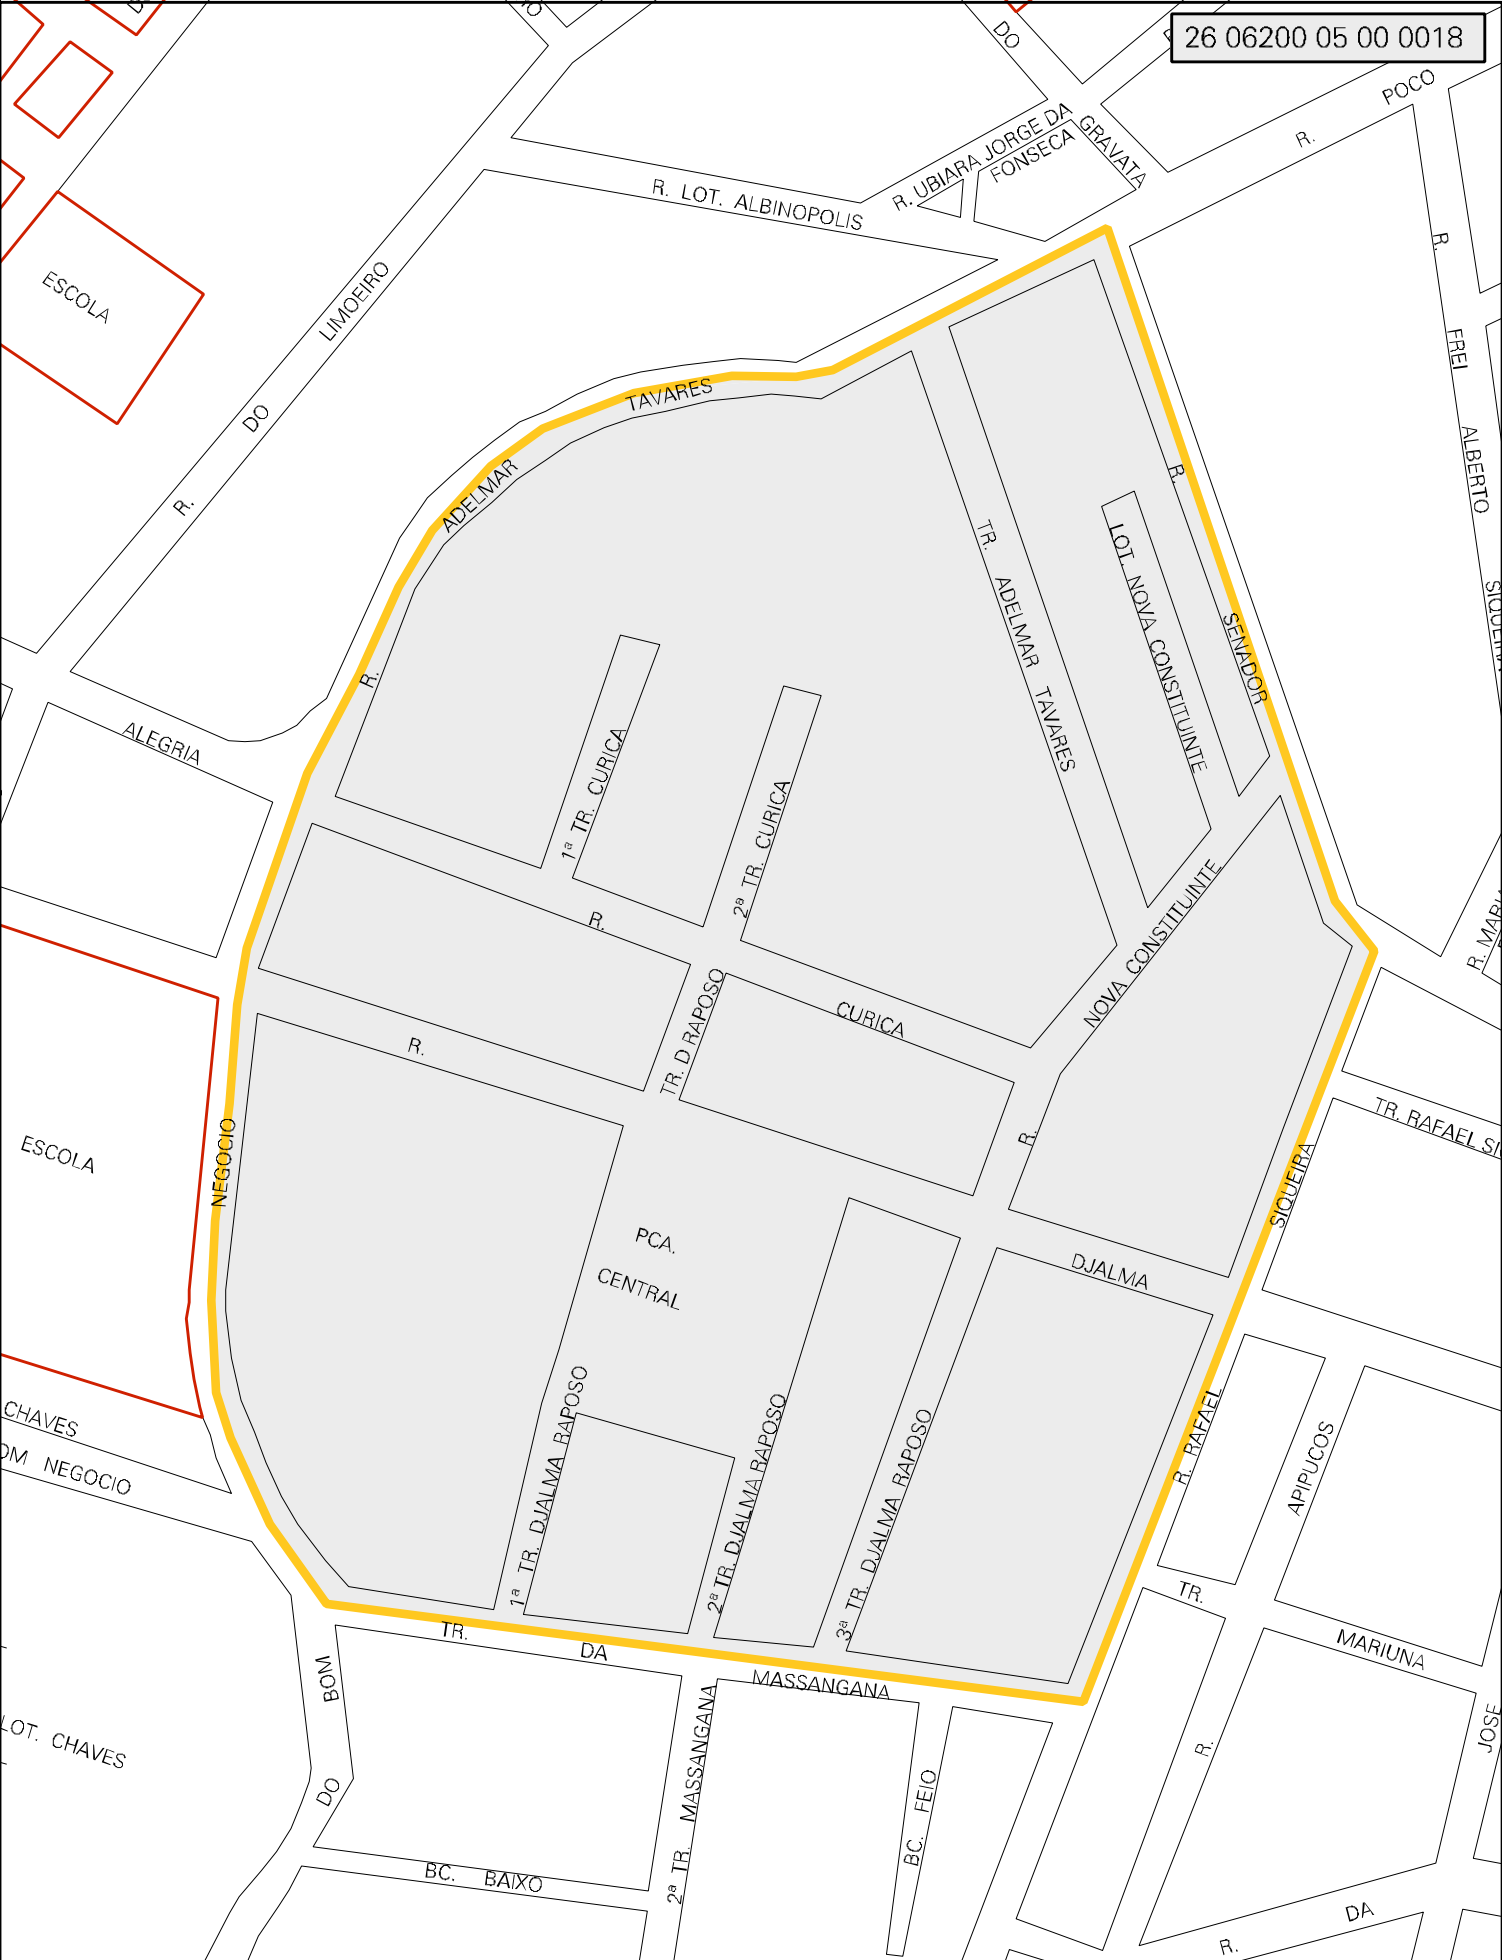 26 06200 05 00 0018
DO
GRAVATA
R. POCO
R. UBIARA JORGE DA
FONSECA
R. LOT. ALBINOPOLIS
R. DO LIMOEIRO
ESCOLA
R. FREI ALBERTO
R. ADELMAR TAVARES
TR. ADELMAR TAVARES
LOT. NOVA CONSTITUINTE
R. SENADOR
ALEGRIA
1ª TR. CURICA
2ª TR. CURICA
R. CURICA
R. NOVA CONSTITUINTE
TR. D RAPOSO
R. DJALMA
NEGOCIO
ESCOLA
PCA.
CENTRAL
TR. RAFAEL
R. RAFAEL SIQUEIRA
1ª TR. DJALMA RAPOSO
2ª TR. DJALMA RAPOSO
3ª TR. DJALMA RAPOSO
CHAVES
NEGOCIO
APIPUCOS
TR. MARIUNA
TR. DA MASSANGANA
BOM
DO
LOT. CHAVES
2ª TR. MASSANGANA
BC. FEIO
BC. BAIXO
R.
JOSE
R. DA